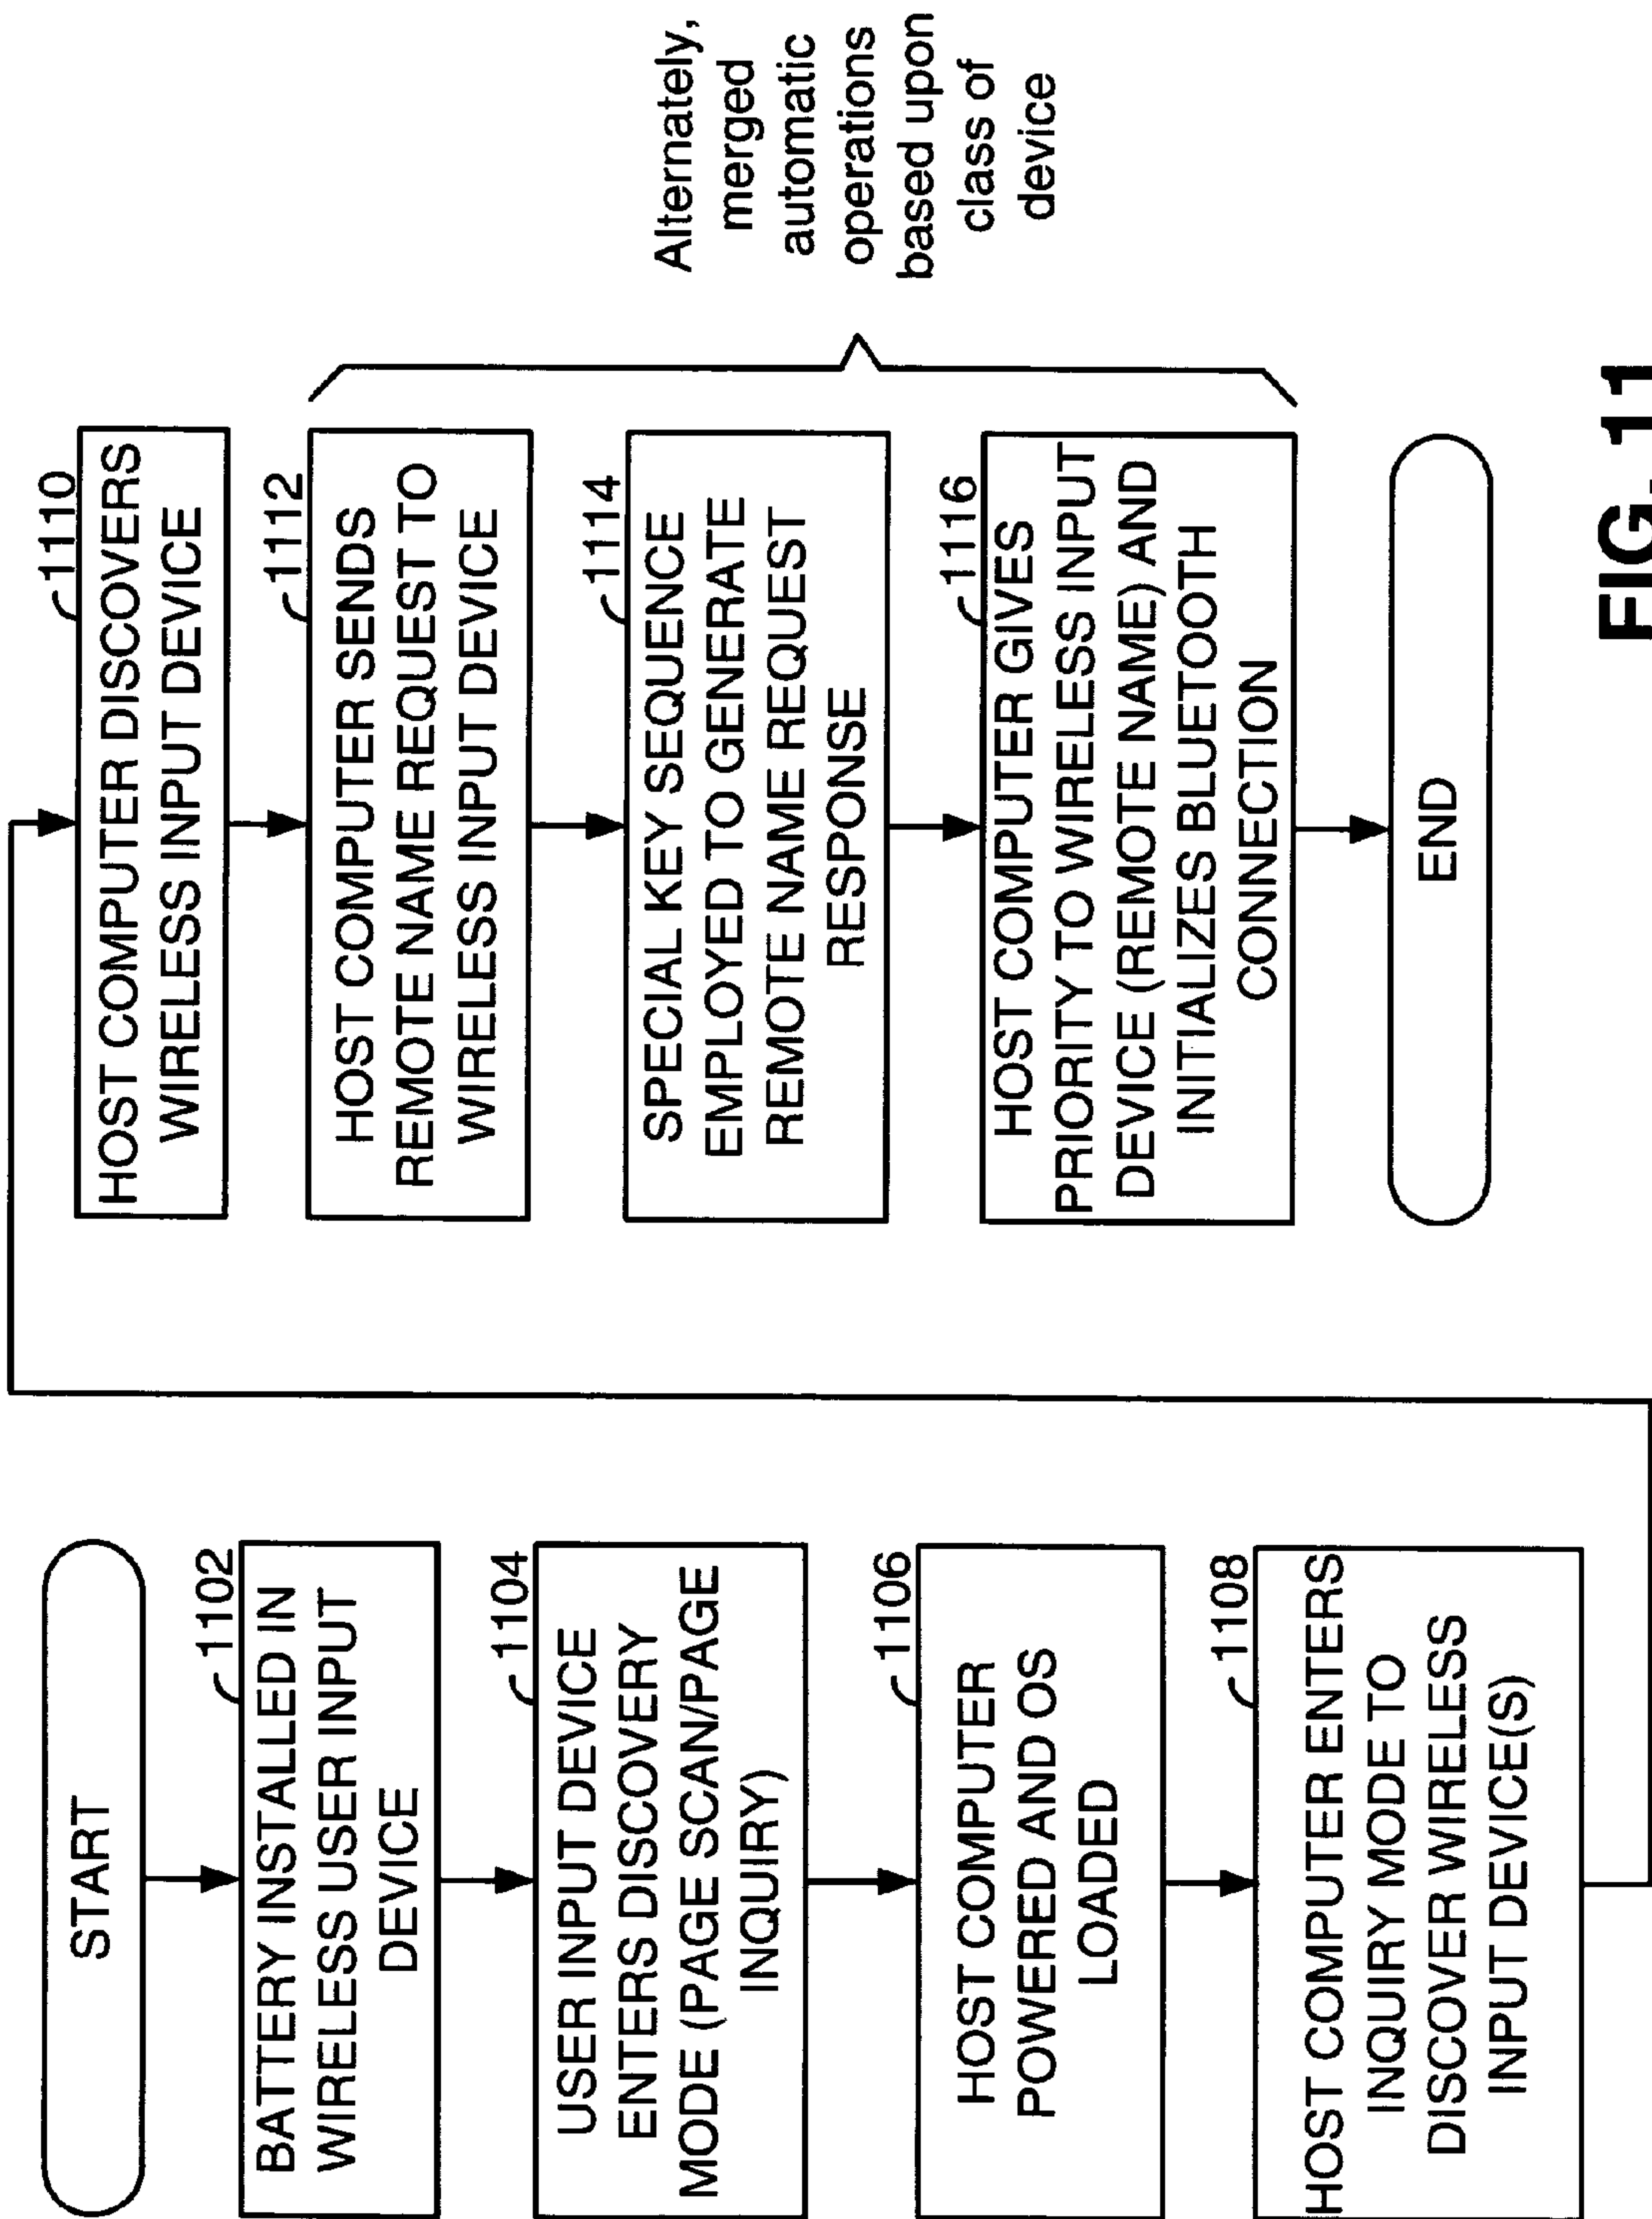 START
1102
BATTERY INSTALLED IN
WIRELESS USER INPUT
DEVICE
1104
USER INPUT DEVICE
ENTERS DISCOVERY
MODE (PAGE SCAN/PAGE
INQUIRY)
1106
HOST COMPUTER
POWERED AND OS
LOADED
1108
HOST COMPUTER ENTERS
INQUIRY MODE TO
DISCOVER WIRELESS
INPUT DEVICE(S)
1110
HOST COMPUTER DISCOVERS
WIRELESS INPUT DEVICE
1112
HOST COMPUTER SENDS
REMOTE NAME REQUEST TO
WIRELESS INPUT DEVICE
1114
SPECIAL KEY SEQUENCE
EMPLOYED TO GENERATE
REMOTE NAME REQUEST
RESPONSE
1116
HOST COMPUTER GIVES
PRIORITY TO WIRELESS INPUT
DEVICE (REMOTE NAME) AND
INITIALIZES BLUETOOTH
CONNECTION
END
Alternately,
merged
automatic
operations
based upon
class of
device
FIG. 11